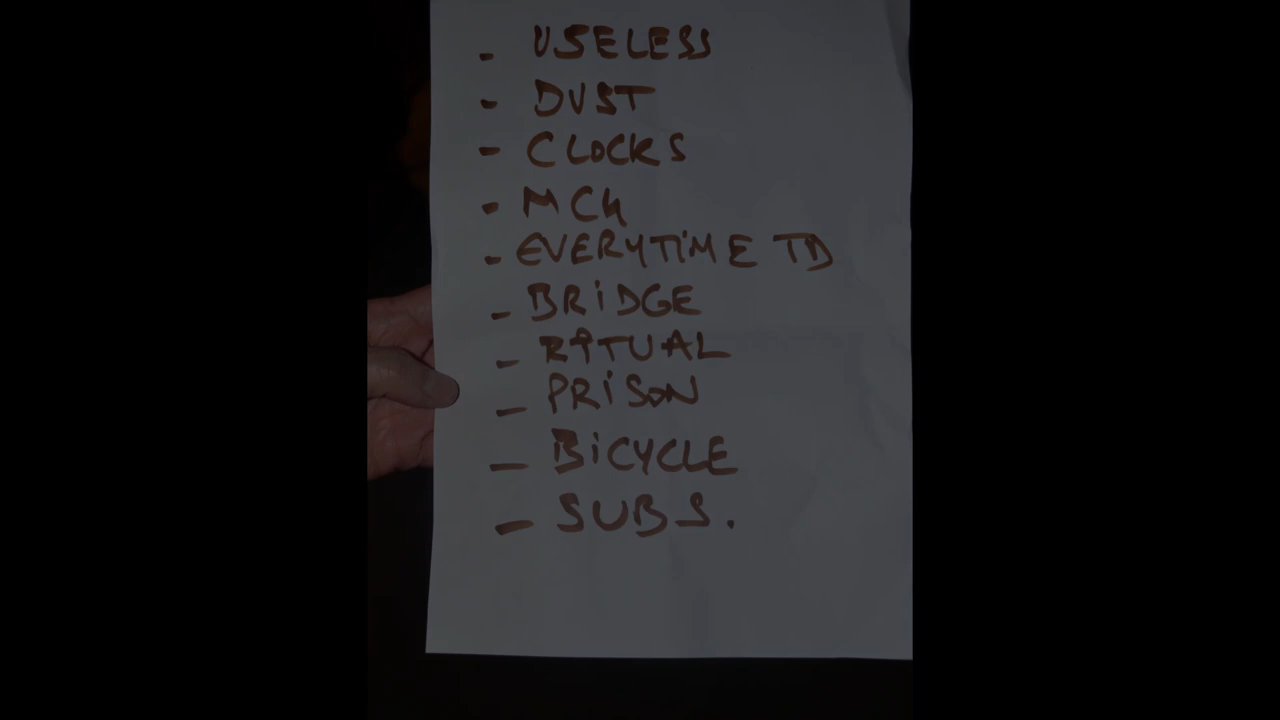 - USELESS
- DUST
- CLOCKS
- MCH
- EVERYTIME TD
- BRIDGE
- RITUAL
- PRISON
- BICYCLE
- SUBS.